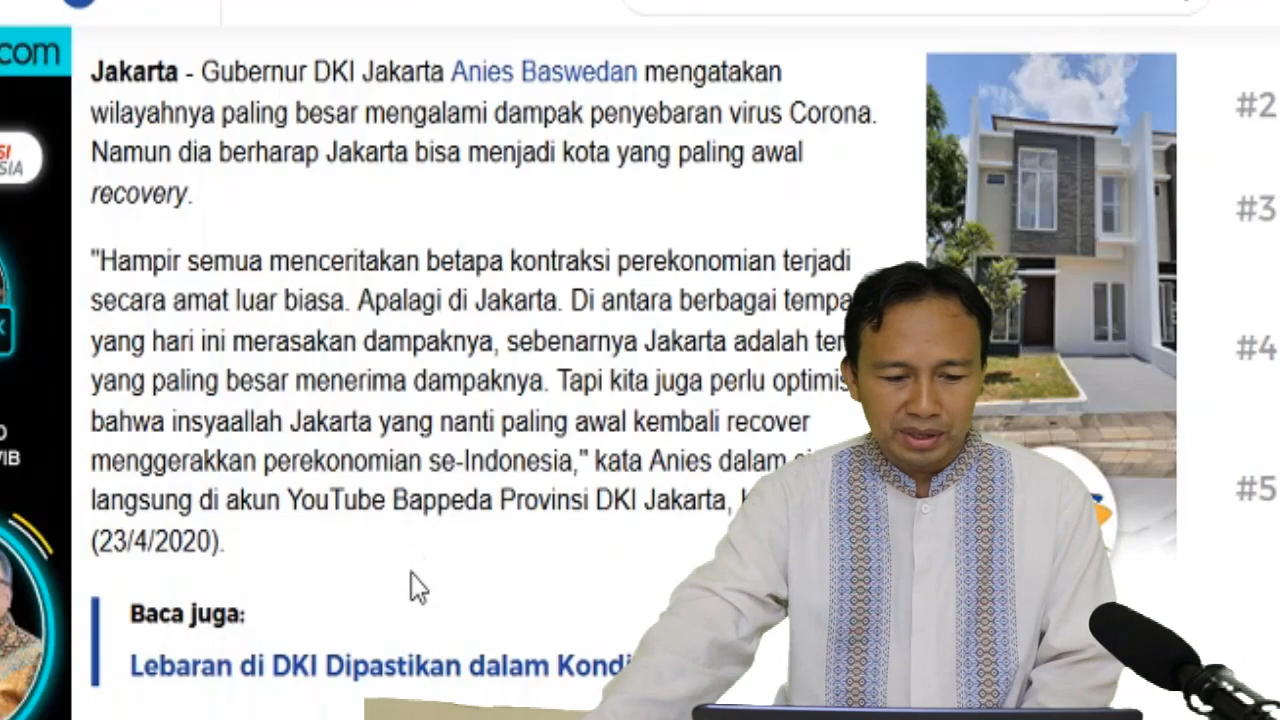 com
Jakarta - Gubernur DKI Jakarta Anies Baswedan mengatakan
wilayahnya paling besar mengalami dampak penyebaran virus Corona.
Namun dia berharap Jakarta bisa menjadi kota yang paling awal
recovery.
"Hampir semua menceritakan betapa kontraksi perekonomian terjadi
secara amat luar biasa. Apalagi di Jakarta. Di antara berbagai tempa
yang hari ini merasakan dampaknya, sebenarnya Jakarta adalah
yang paling besar menerima dampaknya. Tapi kita juga perlu optimis
bahwa insyaallah Jakarta yang nanti paling awal kembali recover
menggerakkan perekonomian se-Indonesia," kata Anies dalam
langsung di akun YouTube Bappeda Provinsi DKI Jakarta,
(23/4/2020).
Baca juga:
Lebaran di DKI Dipastikan dalam Kondi
#2
#3
#4
#5